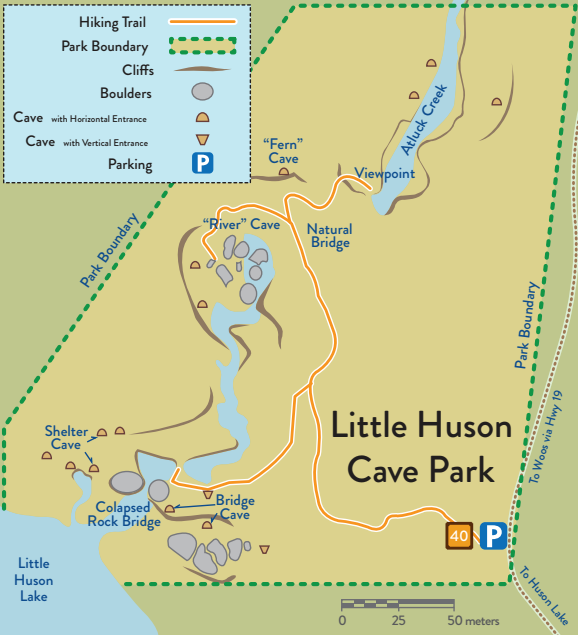 Hiking Trail
Park Boundary
Cliffs
Boulders
Cave with Horizontal Entrance
Cave with Vertical Entrance
Parking P
Atluck Creek
"Fern"
Cave
Viewpoint
"River" Cave
Natural
Bridge
Park Boundary
Park Boundary
To Woos via Hwy 19
Little Huson
Cave Park
Shelter
Cave
Colapsed
Rock Bridge
Bridge
Cave
40 P
Little
Huson
Lake
To Huson Lake
0 25 50 meters